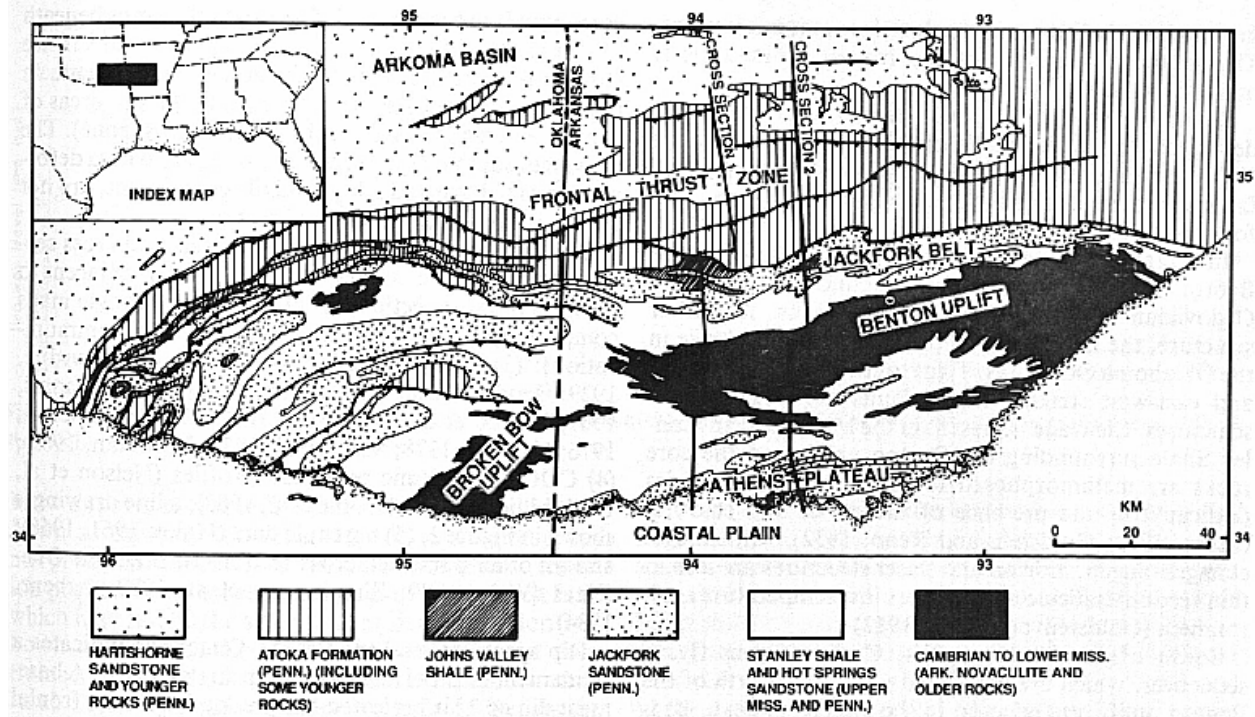 95
94
93
ARKOMA BASIN
OKLAHOMA
ARKANSAS
CROSS SECTION 1
CROSS SECTION 2
INDEX MAP
35
FRONTAL THRUST ZONE
JACKFORK BELT
BENTON UPLIFT
BROKEN BOW
UPLIFT
ATHENS PLATEAU
COASTAL PLAIN
KM
0 20 40
34
34
96
95
94
93
HARTSHORNE
SANDSTONE
AND YOUNGER
ROCKS (PENN.)
ATOKA FORMATION
(PENN.) (INCLUDING
SOME YOUNGER
ROCKS)
JOHNS VALLEY
SHALE (PENN.)
JACKFORK
SANDSTONE
(PENN.)
STANLEY SHALE
AND HOT SPRINGS
SANDSTONE (UPPER
MISS. AND PENN.)
CAMBRIAN TO LOWER MISS.
(ARK. NOVACULITE AND
OLDER ROCKS)